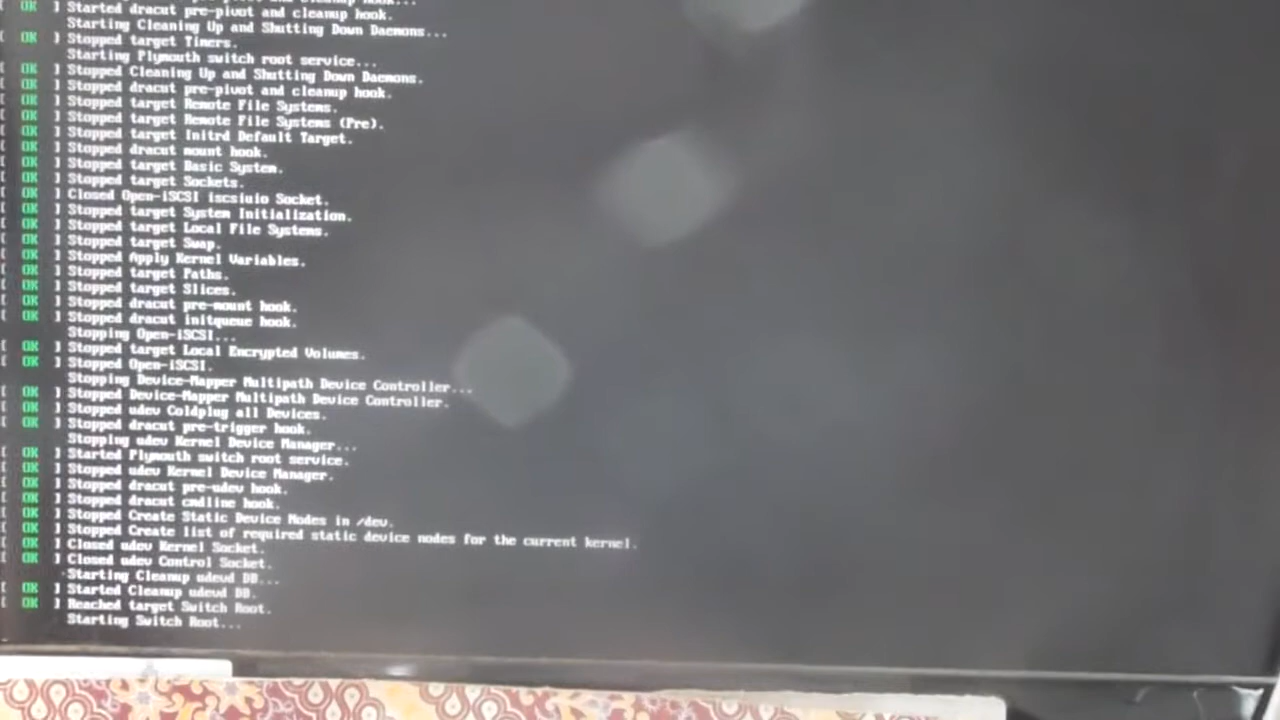 [ OK ] Started dracut pre-pivot and cleanup hook.
Starting Cleaning Up and Shutting Down Daemons...
[ OK ] Stopped target Timers.
Starting Plymouth switch root service...
[ OK ] Stopped Cleaning Up and Shutting Down Daemons.
[ OK ] Stopped dracut pre-pivot and cleanup hook.
[ OK ] Stopped target Remote File Systems.
[ OK ] Stopped target Remote File Systems (Pre).
[ OK ] Stopped target Initrd Default Target.
[ OK ] Stopped dracut mount hook.
[ OK ] Stopped target Basic System.
[ OK ] Stopped target Sockets.
[ OK ] Closed Open-iSCSI iscsiuio Socket.
[ OK ] Stopped target System Initialization.
[ OK ] Stopped target Local File Systems.
[ OK ] Stopped target Swap.
[ OK ] Stopped Apply Kernel Variables.
[ OK ] Stopped target Paths.
[ OK ] Stopped target Slices.
[ OK ] Stopped dracut pre-mount hook.
[ OK ] Stopped dracut initqueue hook.
Stopping Open-iSCSI...
[ OK ] Stopped target Local Encrypted Volumes.
[ OK ] Stopped Open-iSCSI.
Stopping Device-Mapper Multipath Device Controller...
[ OK ] Stopped Device-Mapper Multipath Device Controller.
[ OK ] Stopped udev Coldplug all Devices.
[ OK ] Stopped dracut pre-trigger hook.
Stopping udev Kernel Device Manager...
[ OK ] Started Plymouth switch root service.
[ OK ] Stopped udev Kernel Device Manager.
[ OK ] Stopped dracut pre-udev hook.
[ OK ] Stopped dracut cmdline hook.
[ OK ] Stopped Create Static Device Nodes in /dev.
[ OK ] Stopped Create list of required static device nodes for the current kernel.
[ OK ] Closed udev Kernel Socket.
[ OK ] Closed udev Control Socket.
Starting Cleanup udevd DB...
[ OK ] Started Cleanup udevd DB.
[ OK ] Reached target Switch Root.
Starting Switch Root...